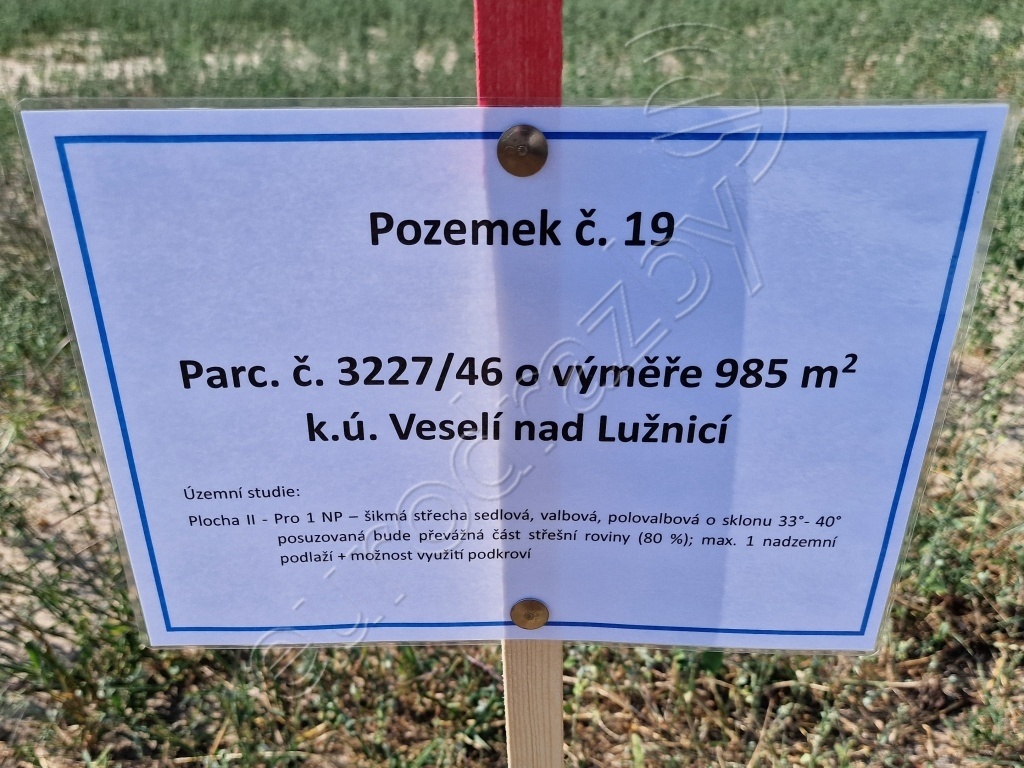 Pozemek č. 19
Parc. č. 3227/46 o výměře 985 m²
k.ú. Veselí nad Lužnicí
Územní studie:
Plocha II - Pro 1 NP – šikmá střecha sedlová, valbová, polovalbová o sklonu 33°- 40°
posuzovaná bude převážná část střešní roviny (80 %); max. 1 nadzemní
podlaží + možnost využití podkroví